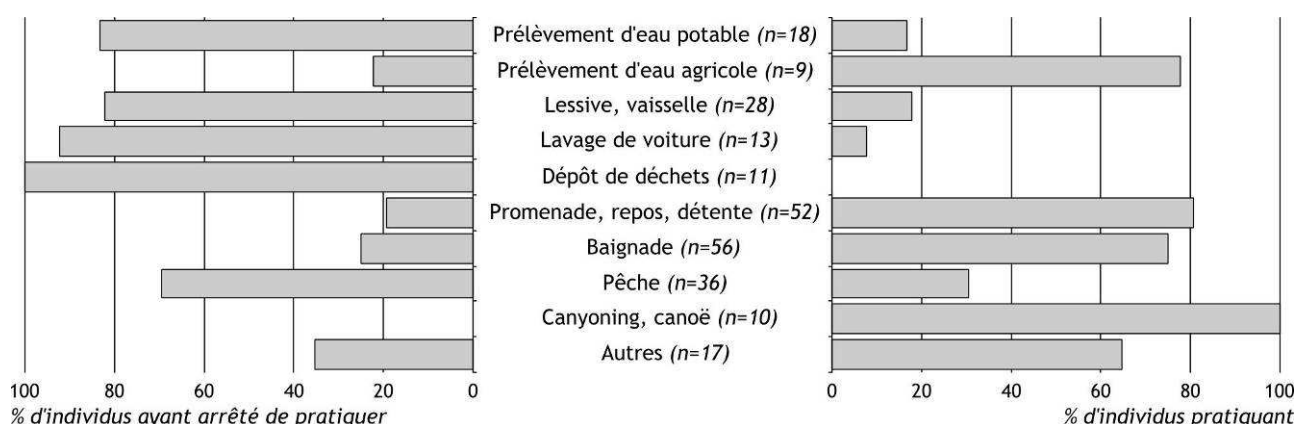 Prélèvement d'eau potable (n=18)
Prélèvement d'eau agricole (n=9)
Lessive, vaisselle (n=28)
Lavage de voiture (n=13)
Dépôt de déchets (n=11)
Promenade, repos, détente (n=52)
Baignade (n=56)
Pêche (n=36)
Canyoning, canoë (n=10)
Autres (n=17)
100 80 60 40 20 0 0 20 40 60 80 100
% d'individus ayant arrêté de pratiquer % d'individus pratiquant